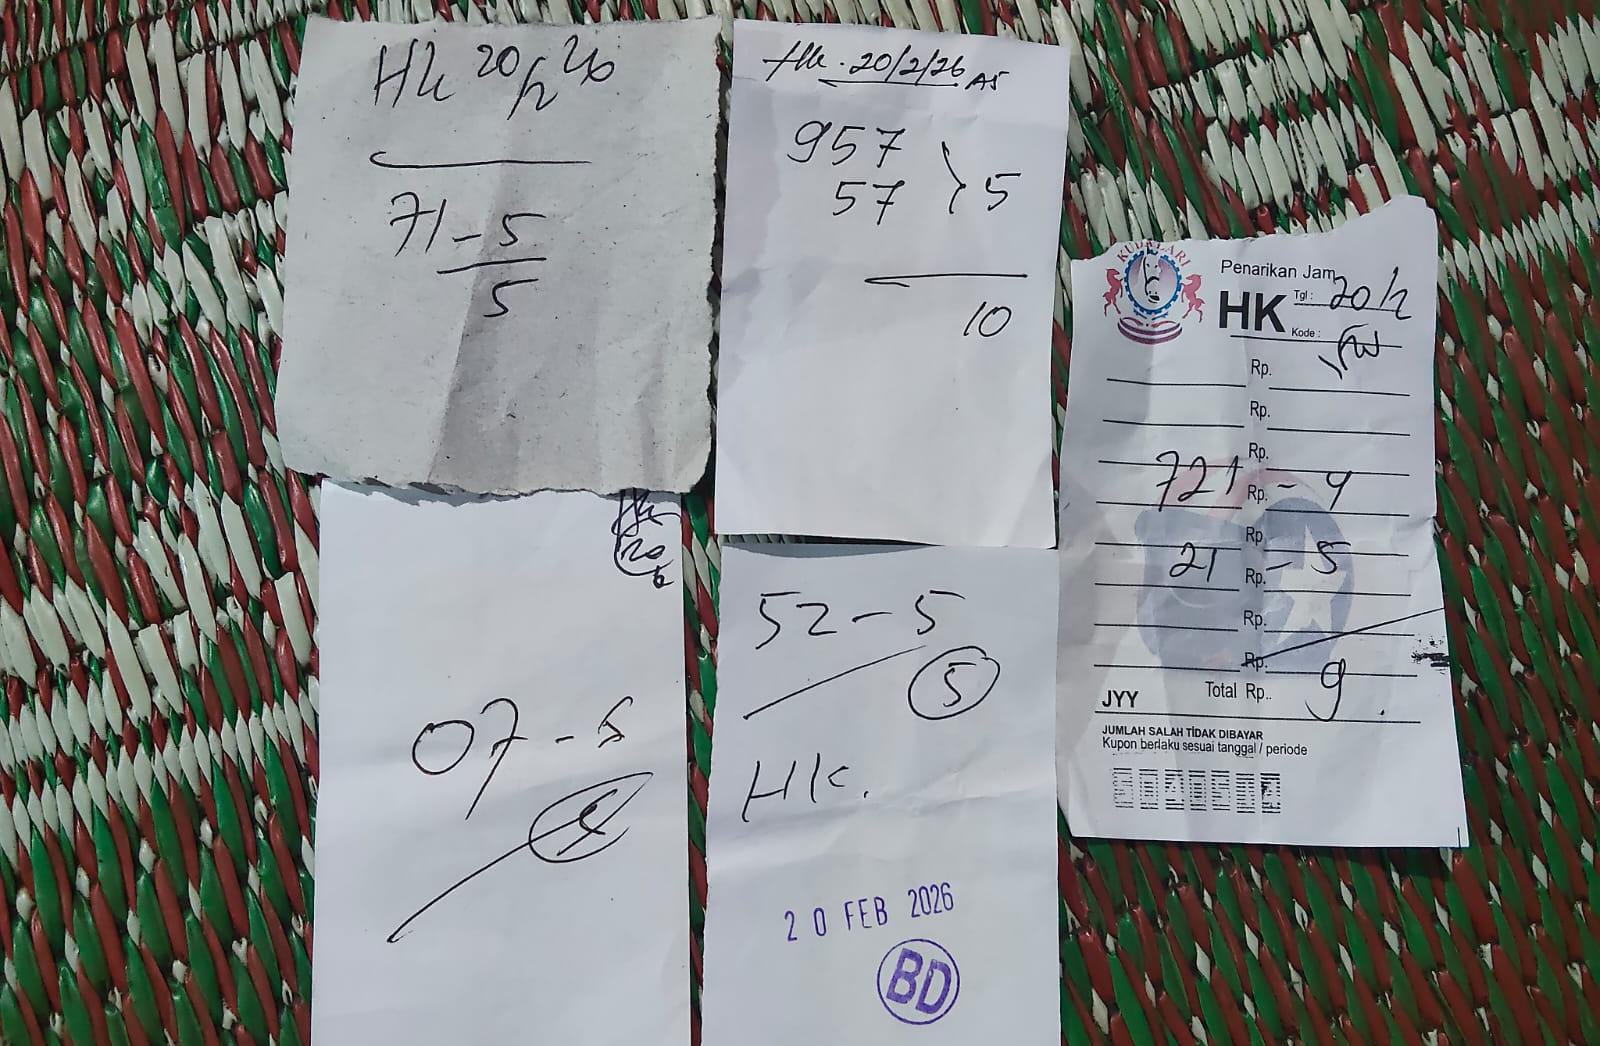 Hk 20/2 26
71 - 5
5
Hk. 20/2/26 AS
957
57 } 5
10
KUDA LARI
Penarikan Jam
HK Tgl : 20/2
Kode :
Rp.
Rp.
Rp.
721 Rp. - 4
Rp.
21 Rp. - 5
Rp.
Rp.
Total Rp.. 9.
JYY
JUMLAH SALAH TIDAK DIBAYAR
Kupon berlaku sesuai tanggal / periode
Hk
20
07 - 5
5
52 - 5
5
Hk.
20 FEB 2026
BD